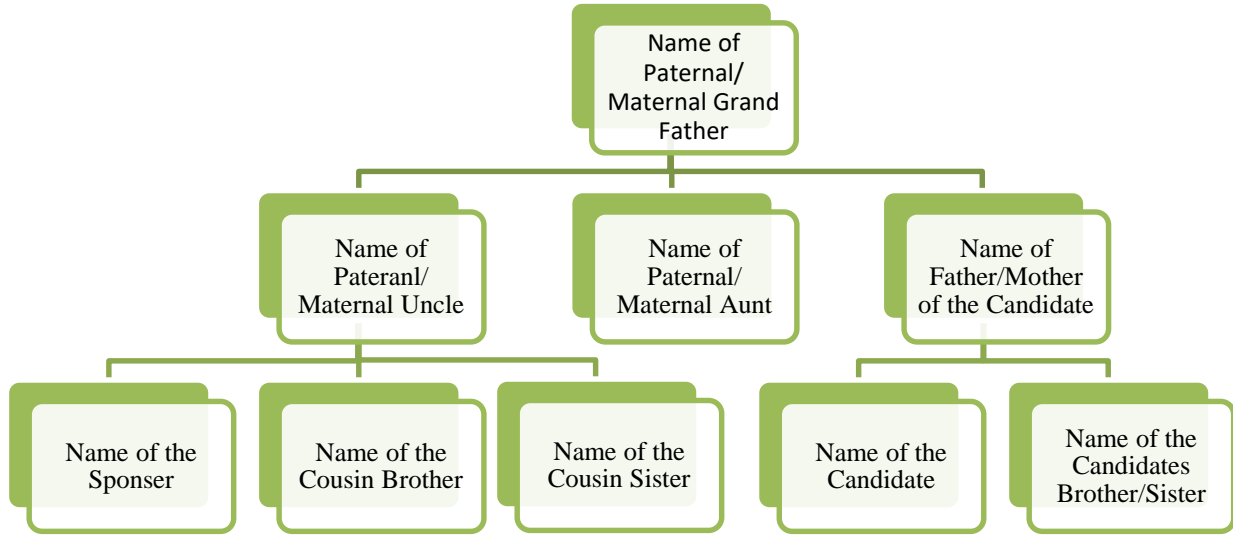 Name of
Paternal/
Maternal Grand
Father
Name of
Pateranl/
Maternal Uncle
Name of
Paternal/
Maternal Aunt
Name of
Father/Mother
of the Candidate
Name of the
Sponser
Name of the
Cousin Brother
Name of the
Cousin Sister
Name of the
Candidate
Name of the
Candidates
Brother/Sister